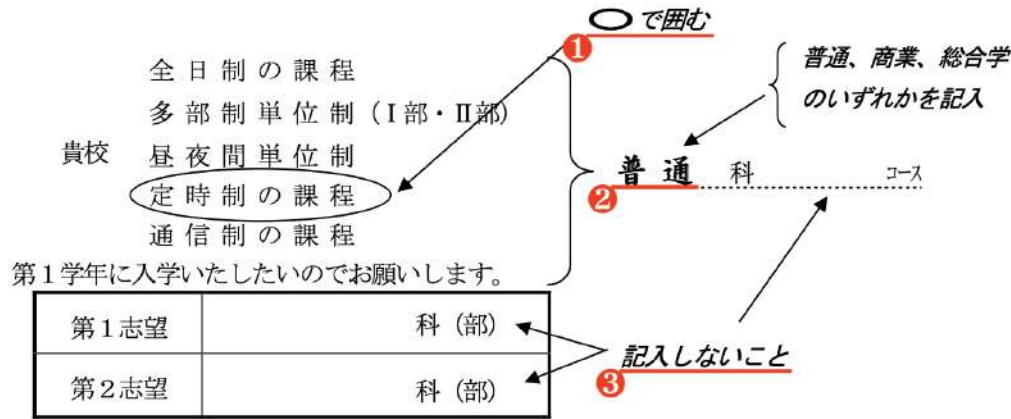 ○で囲む
❶
普通、商業、総合学
のいずれかを記入
全日制の課程
多部制単位制(Ⅰ部・Ⅱ部)
貴校 昼夜間単位制
定時制の課程
通信制の課程
普通 科 コース
❷
第1学年に入学いたしたいのでお願いします。
第1志望 科(部)
第2志望 科(部)
記入しないこと
❸